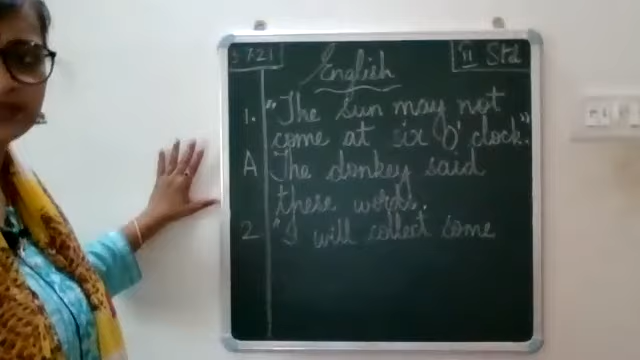 5 7 21
English
II Std
1. "The sun may not
come at six O' clock."
A The donkey said
these words.
2 "I will collect some